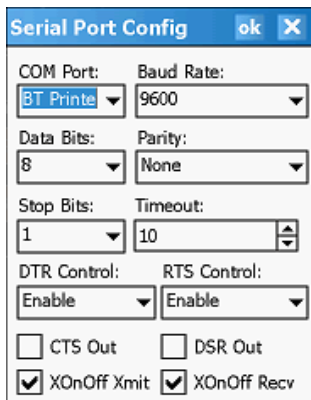 Serial Port Config ok
COM Port: Baud Rate:
BT Printe 9600
Data Bits: Parity:
8 None
Stop Bits: Timeout:
1 10
DTR Control: RTS Control:
Enable Enable
CTS Out DSR Out
XOnOff Xmit XOnOff Recv